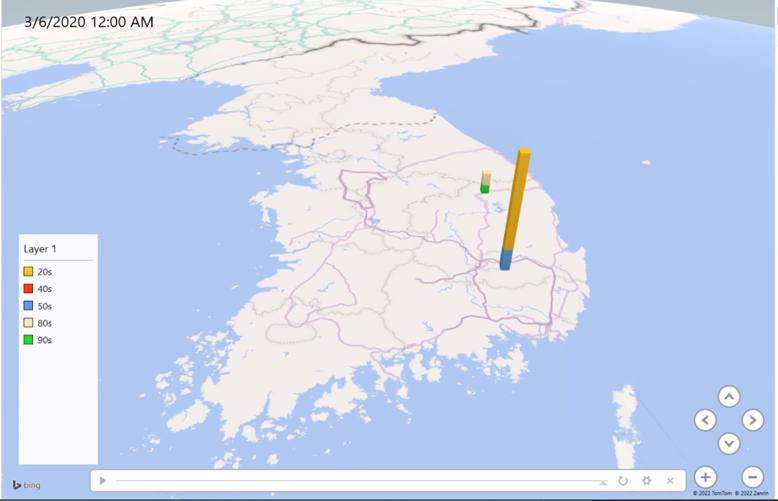 3/6/2020 12:00 AM
Layer 1
20s
40s
50s
80s
90s
bing
© 2022 TomTom © 2022 Zenrin